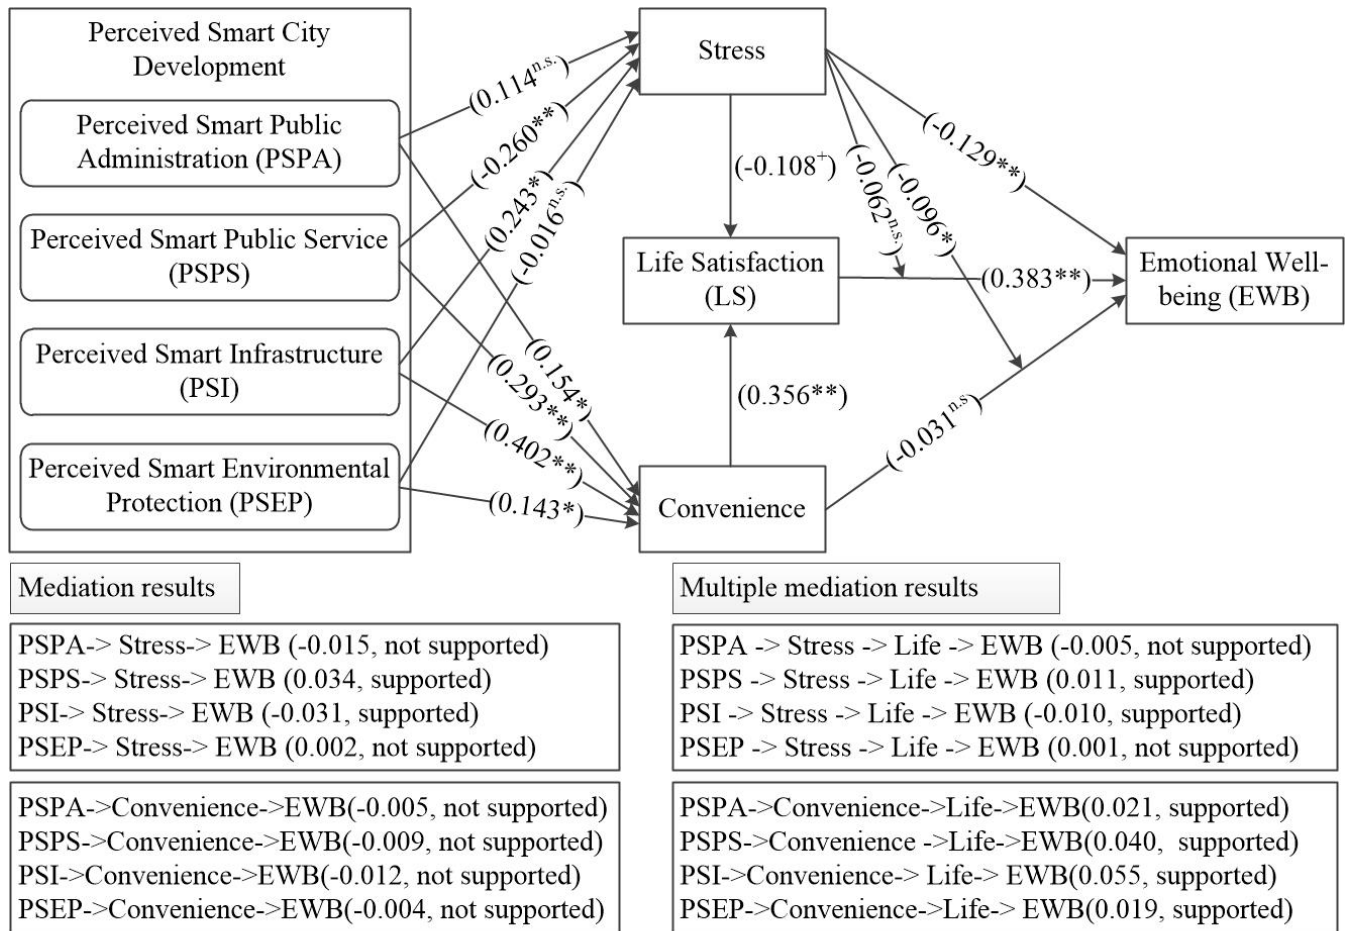 Perceived Smart City
Development
Perceived Smart Public
Administration (PSPA)
Perceived Smart Public Service
(PSPS)
Perceived Smart Infrastructure
(PSI)
Perceived Smart Environmental
Protection (PSEP)
(0.114n.s.)
(-0.260**)
(0.243*)
(-0.016n.s.)
(0.154*)
(0.293**)
(0.402**)
(0.143*)
Stress
(-0.108+)
(-0.062n.s.)
(-0.096*)
(-0.129**)
Life Satisfaction
(LS)
(0.383**)
Emotional Well-
being (EWB)
(0.356**)
(-0.031n.s)
Convenience
Mediation results
PSPA-> Stress-> EWB (-0.015, not supported)
PSPS-> Stress-> EWB (0.034, supported)
PSI-> Stress-> EWB (-0.031, supported)
PSEP-> Stress-> EWB (0.002, not supported)
PSPA->Convenience->EWB(-0.005, not supported)
PSPS->Convenience->EWB(-0.009, not supported)
PSI->Convenience->EWB(-0.012, not supported)
PSEP->Convenience->EWB(-0.004, not supported)
Multiple mediation results
PSPA -> Stress -> Life -> EWB (-0.005, not supported)
PSPS -> Stress -> Life -> EWB (0.011, supported)
PSI -> Stress -> Life -> EWB (-0.010, supported)
PSEP -> Stress -> Life -> EWB (0.001, not supported)
PSPA->Convenience->Life->EWB(0.021, supported)
PSPS->Convenience ->Life->EWB(0.040,  supported)
PSI->Convenience-> Life-> EWB(0.055, supported)
PSEP->Convenience->Life-> EWB(0.019, supported)